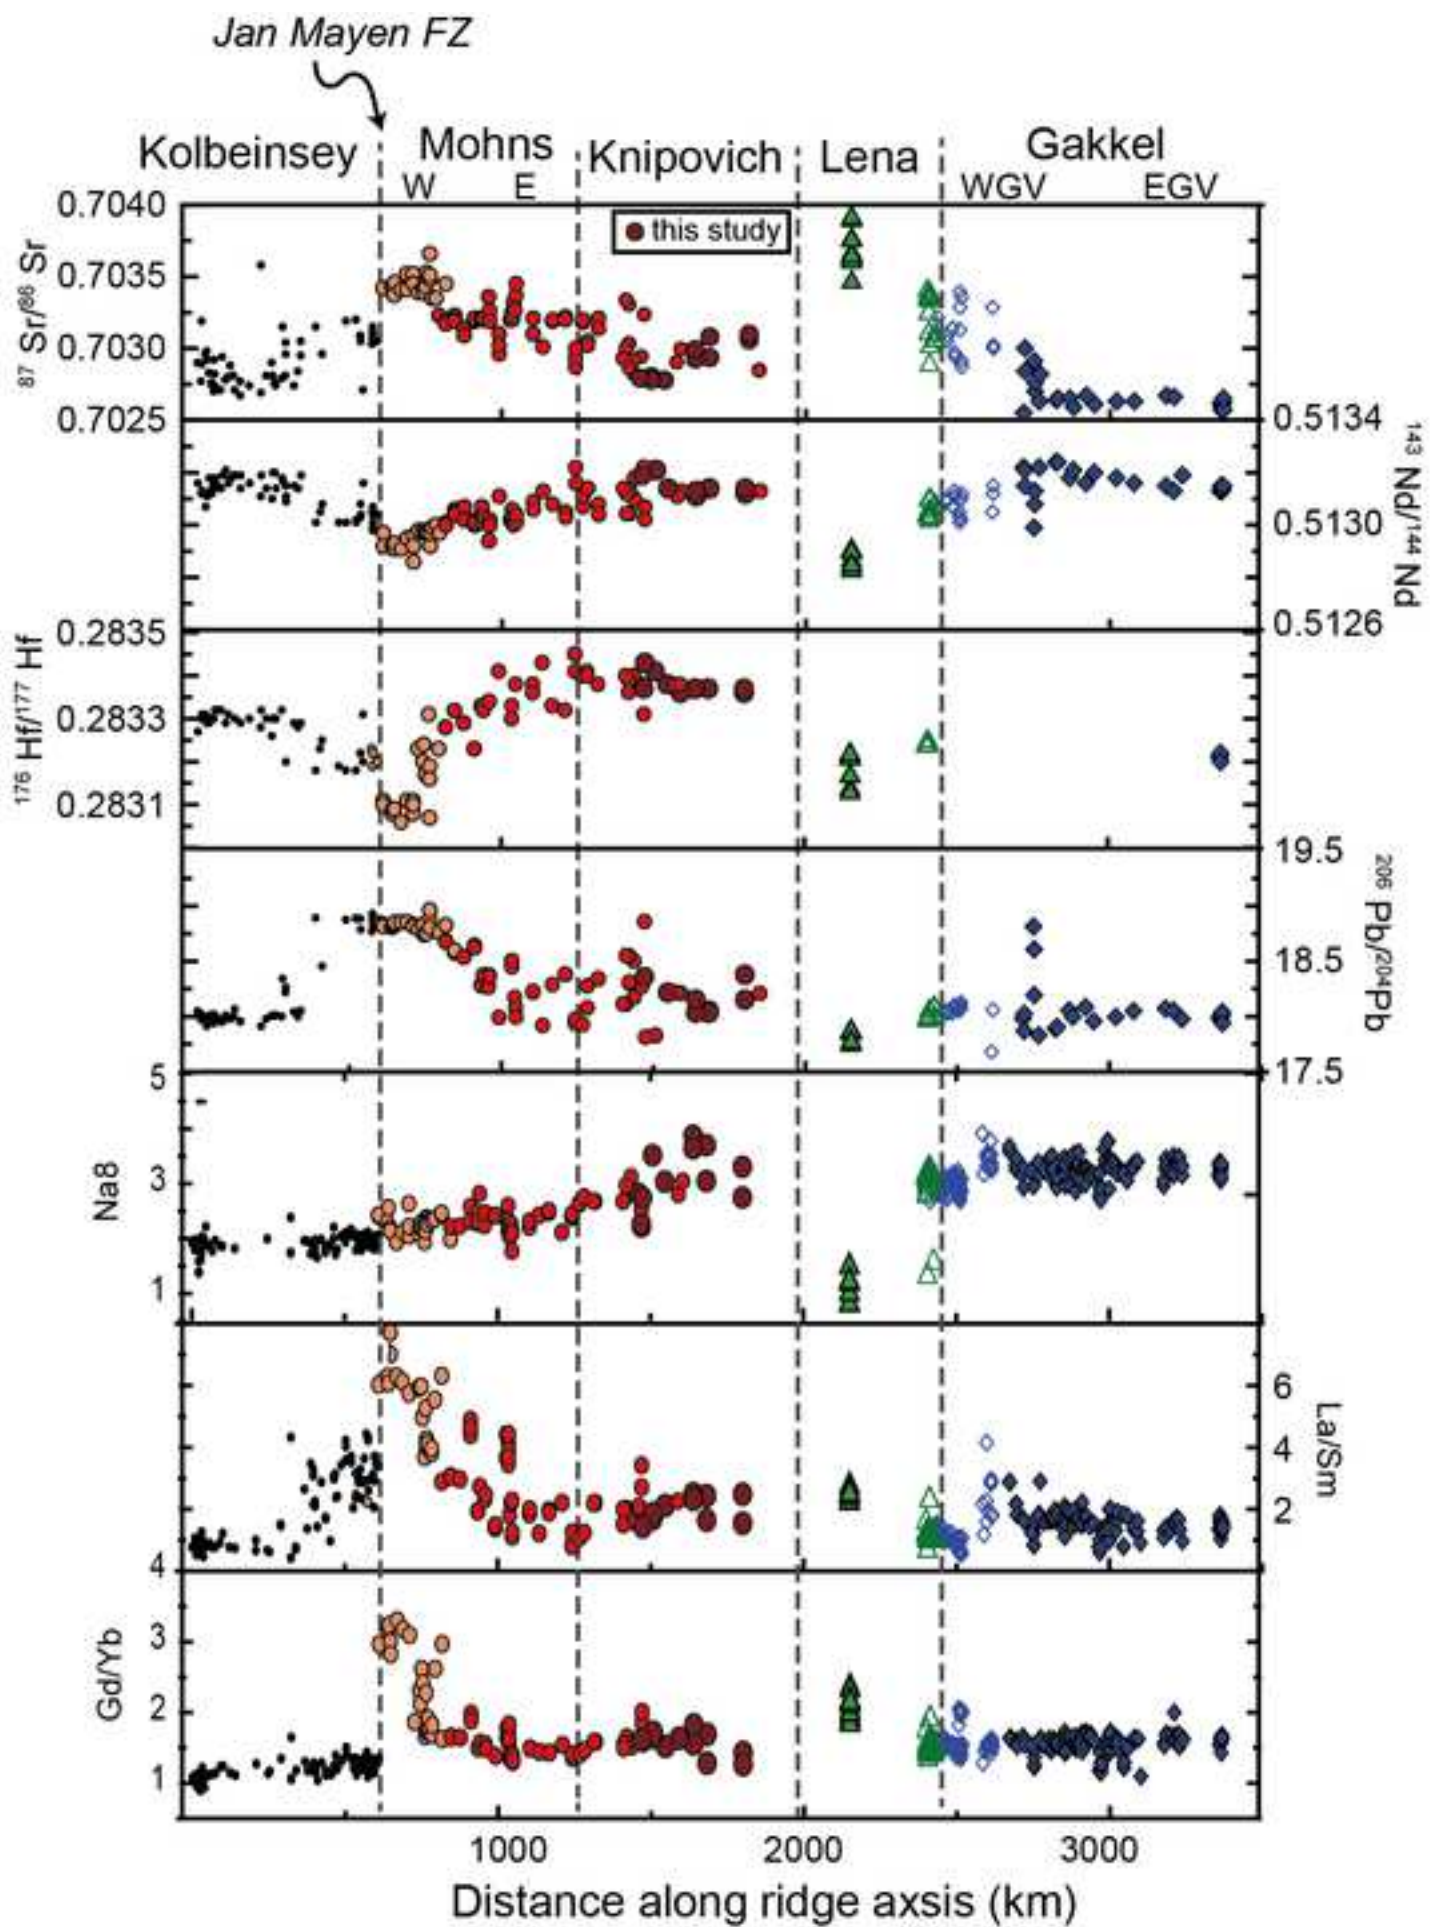 Jan Mayen FZ
Kolbeinsey Mohns Knipovich Lena Gakkel
W E WGV EGV
this study
0.7040
0.7035
0.7030
0.7025
87 Sr/86 Sr
0.5134
0.5130
0.5126
143 Nd/144 Nd
0.2835
0.2833
0.2831
176 Hf/177 Hf
19.5
18.5
17.5
206 Pb/204Pb
5
3
1
Na8
6
4
2
La/Sm
4
3
2
1
Gd/Yb
1000 2000 3000
Distance along ridge axsis (km)